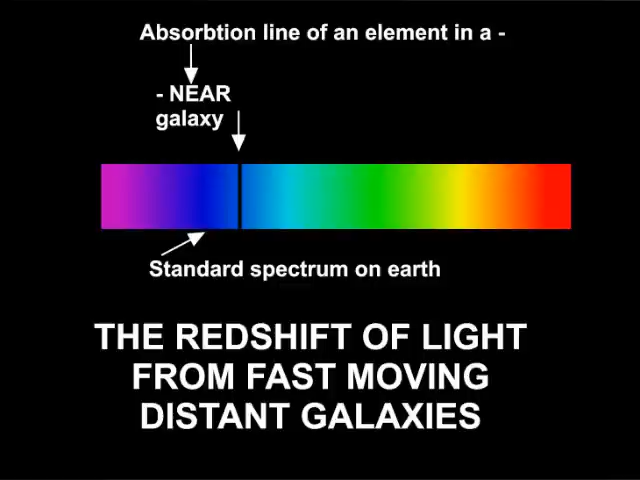 Absorbtion line of an element in a -
- NEAR
galaxy
Standard spectrum on earth
THE REDSHIFT OF LIGHT
FROM FAST MOVING
DISTANT GALAXIES